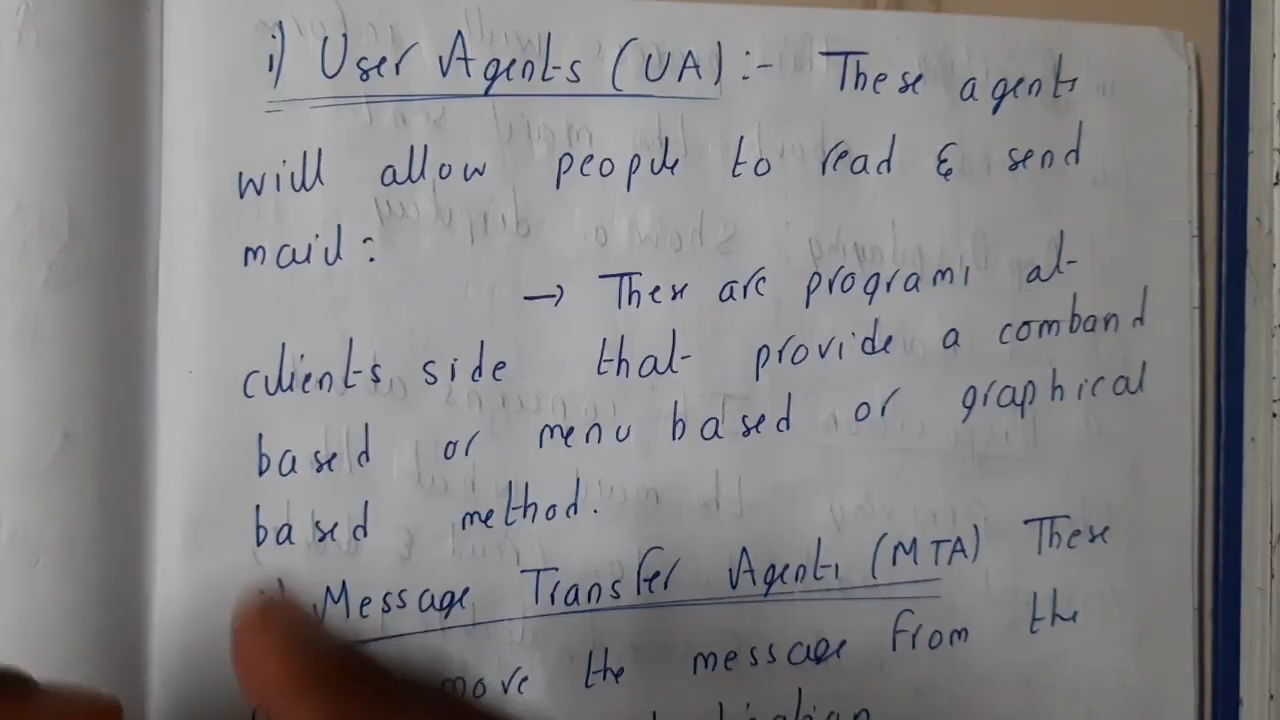 i) User Agents (UA) :- These agents
will allow people to read & send
mail:
→ These are programs at
clients side that provide a comband
based or menu based or graphical
based method.
Message Transfer Agents (MTA) These
move the message from the